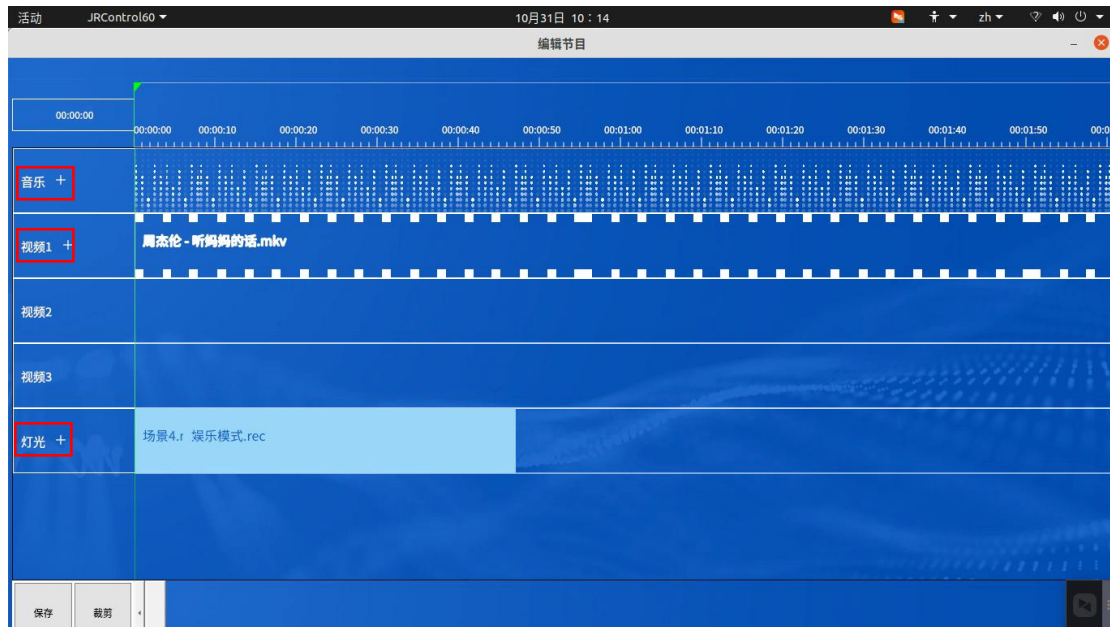 活动 JRControl60 10月31日 10：14 zh
编辑节目
00:00:00
00:00:00 00:00:10 00:00:20 00:00:30 00:00:40 00:00:50 00:01:00 00:01:10 00:01:20 00:01:30 00:01:40 00:01:50 00:0
音乐 +
视频1 + 周杰伦 - 听妈妈的话.mkv
视频2
视频3
灯光 + 场景4.r 娱乐模式.rec
保存 裁剪